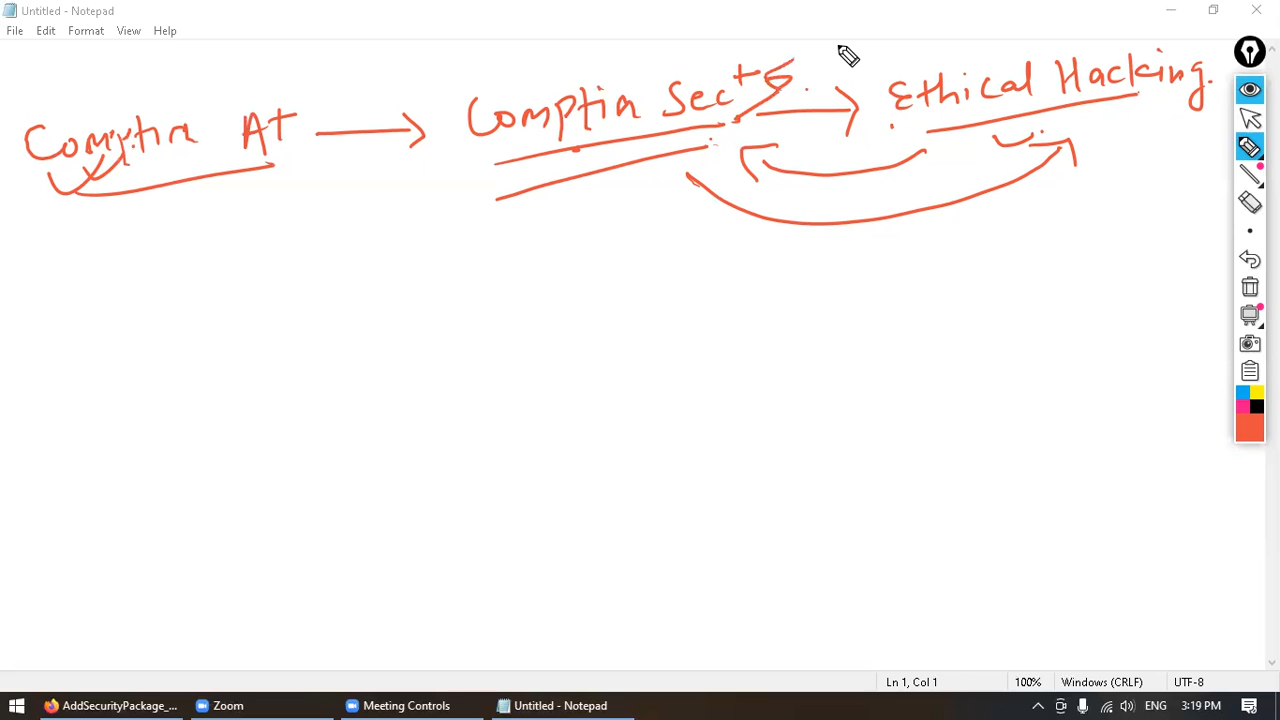 Untitled - Notepad
File Edit Format View Help
Comptia A+ → Comptia Sec+ → Ethical Hacking.
Ln 1, Col 1 100% Windows (CRLF) UTF-8
AddSecurityPackage_... Zoom Meeting Controls Untitled - Notepad ENG 3:19 PM